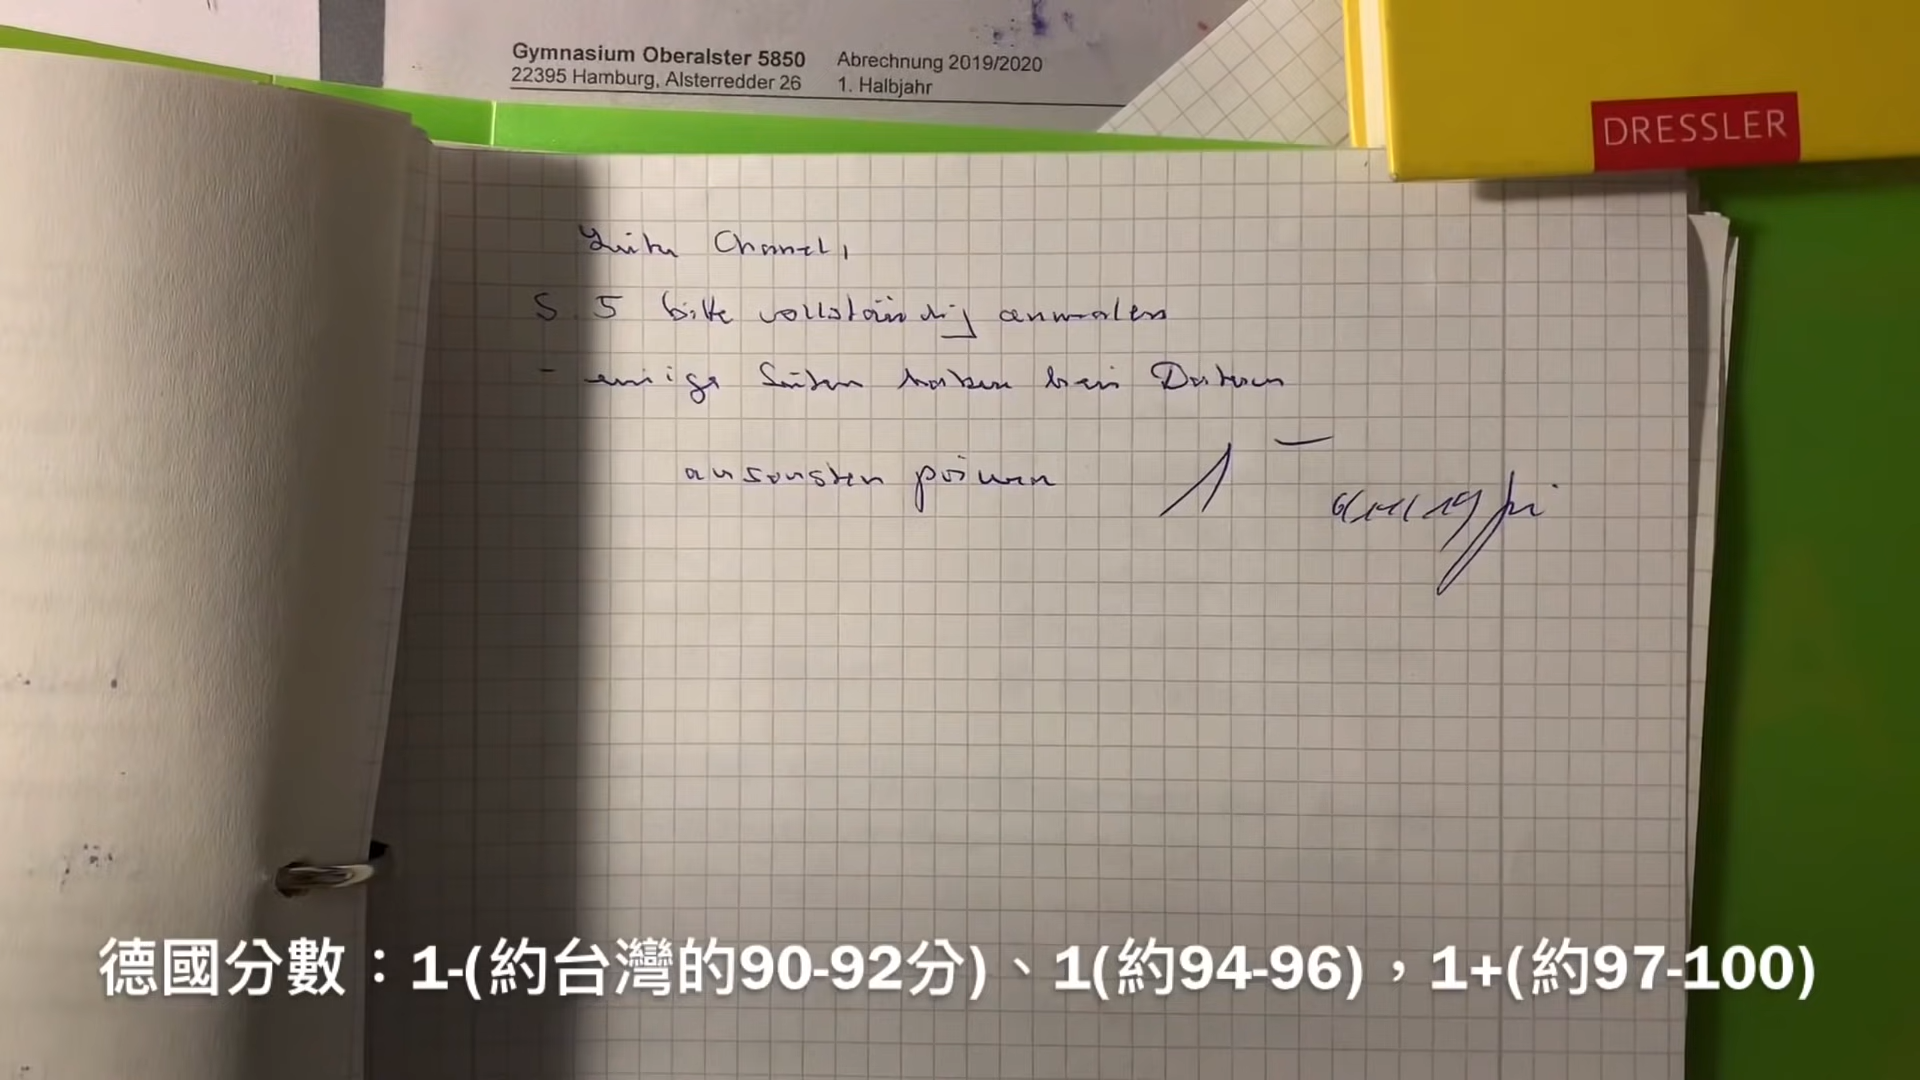 Gymnasium Oberalster 5850
22395 Hamburg, Alsterredder 26
Abrechnung 2019/2020
1. Halbjahr
DRESSLER
S. 5 bitte vollständig anmalen
- einige Seiten haben kein Datum
ansonsten prima
1-
德國分數：1-(約台灣的90-92分)、1(約94-96)，1+(約97-100)